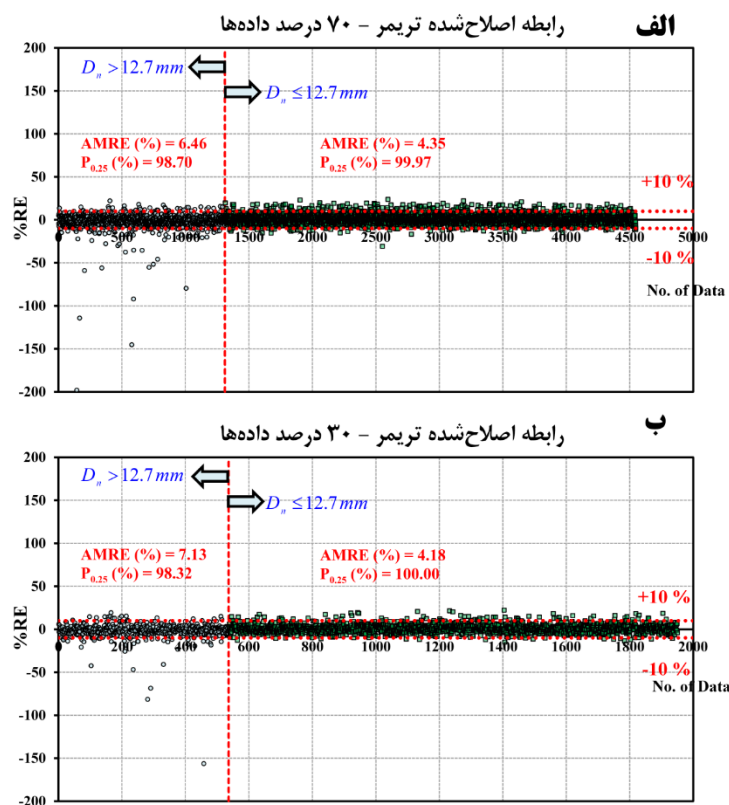 الف
رابطه اصلاح‌شده تریمر - ۷۰ درصد داده‌ها
200
150
100
50
0
-50
-100
-150
-200
%RE
Dn >12.7mm
Dn ≤12.7mm
AMRE (%) = 6.46
P0.25 (%) = 98.70
AMRE (%) = 4.35
P0.25 (%) = 99.97
+10 %
-10 %
0 500 1000 1500 2000 2500 3000 3500 4000 4500 5000
No. of Data
ب
رابطه اصلاح‌شده تریمر - ۳۰ درصد داده‌ها
200
150
100
50
0
-50
-100
-150
-200
%RE
Dn >12.7mm
Dn ≤12.7mm
AMRE (%) = 7.13
P0.25 (%) = 98.32
AMRE (%) = 4.18
P0.25 (%) = 100.00
+10 %
-10 %
0 200 400 600 800 1000 1200 1400 1600 1800 2000
No. of Data